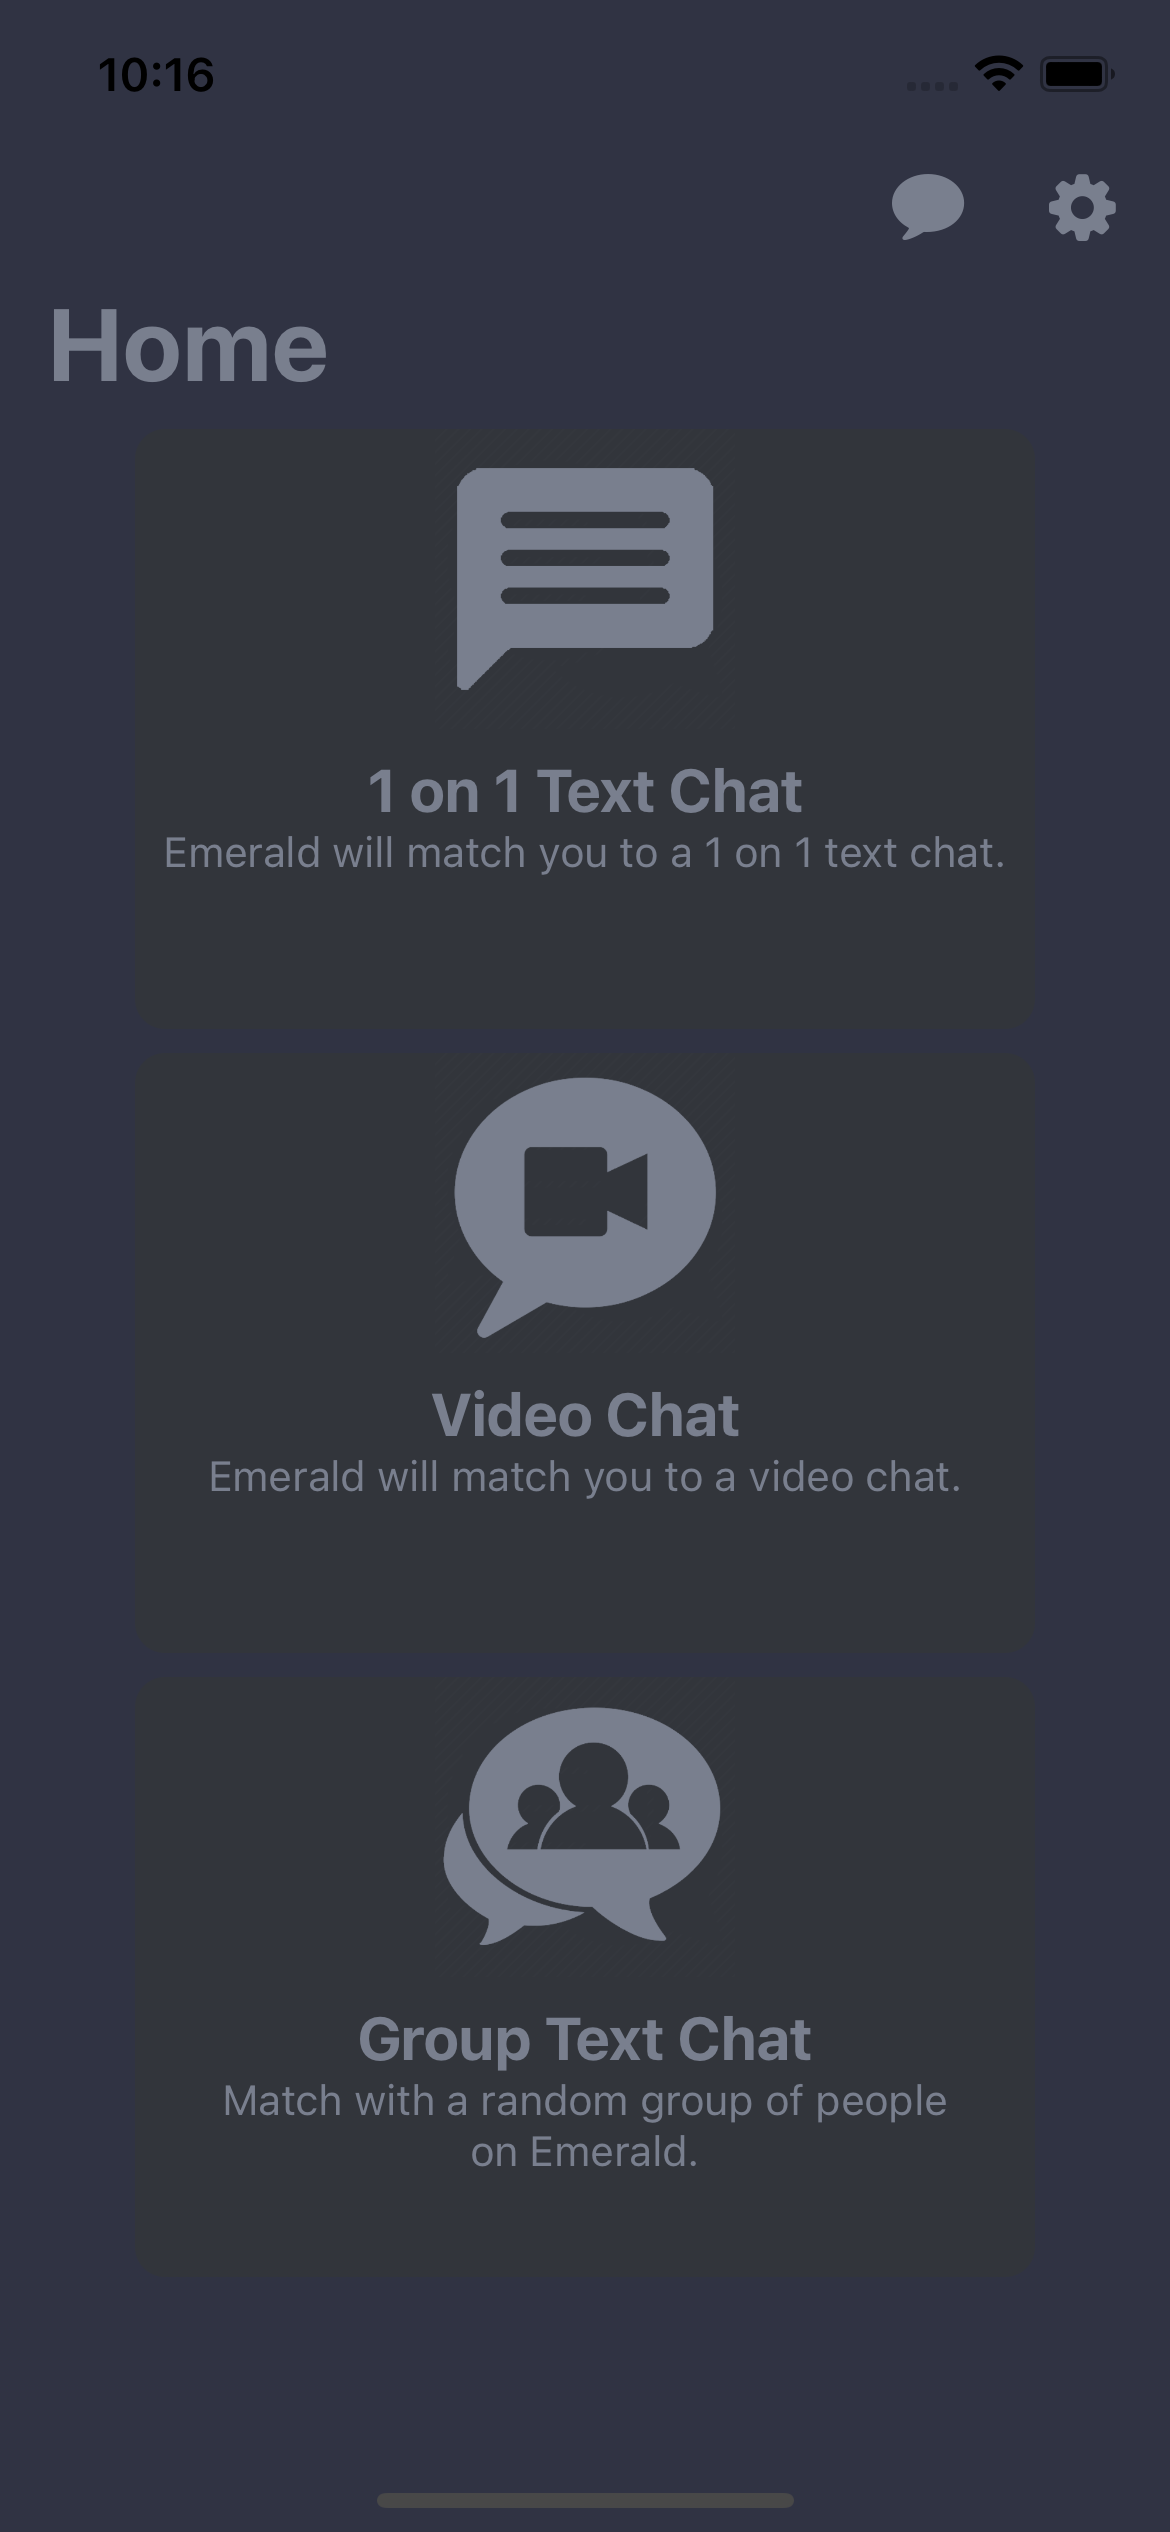 10:16
Home
1 on 1 Text Chat
Emerald will match you to a 1 on 1 text chat.
Video Chat
Emerald will match you to a video chat.
Group Text Chat
Match with a random group of people
on Emerald.